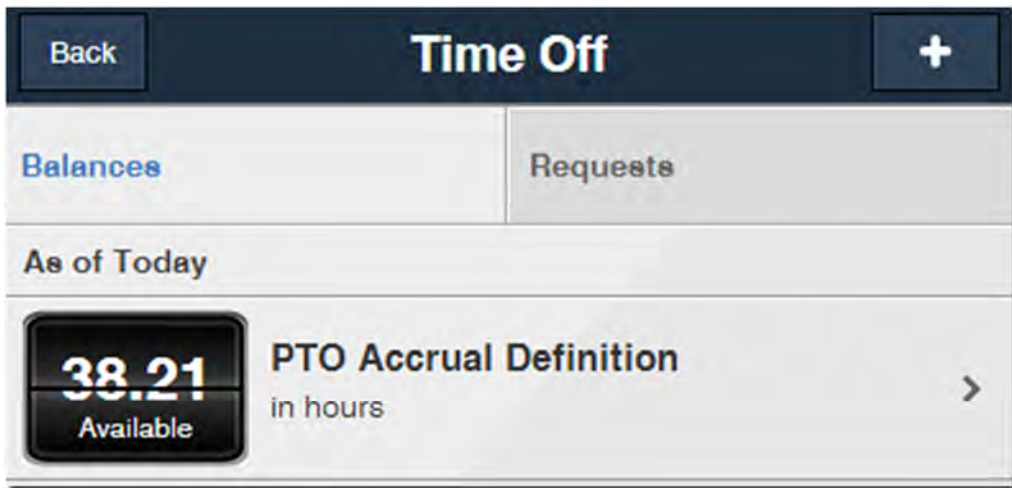 Back
Time Off
+
Balances
Requests
As of Today
38.21
Available
PTO Accrual Definition
in hours